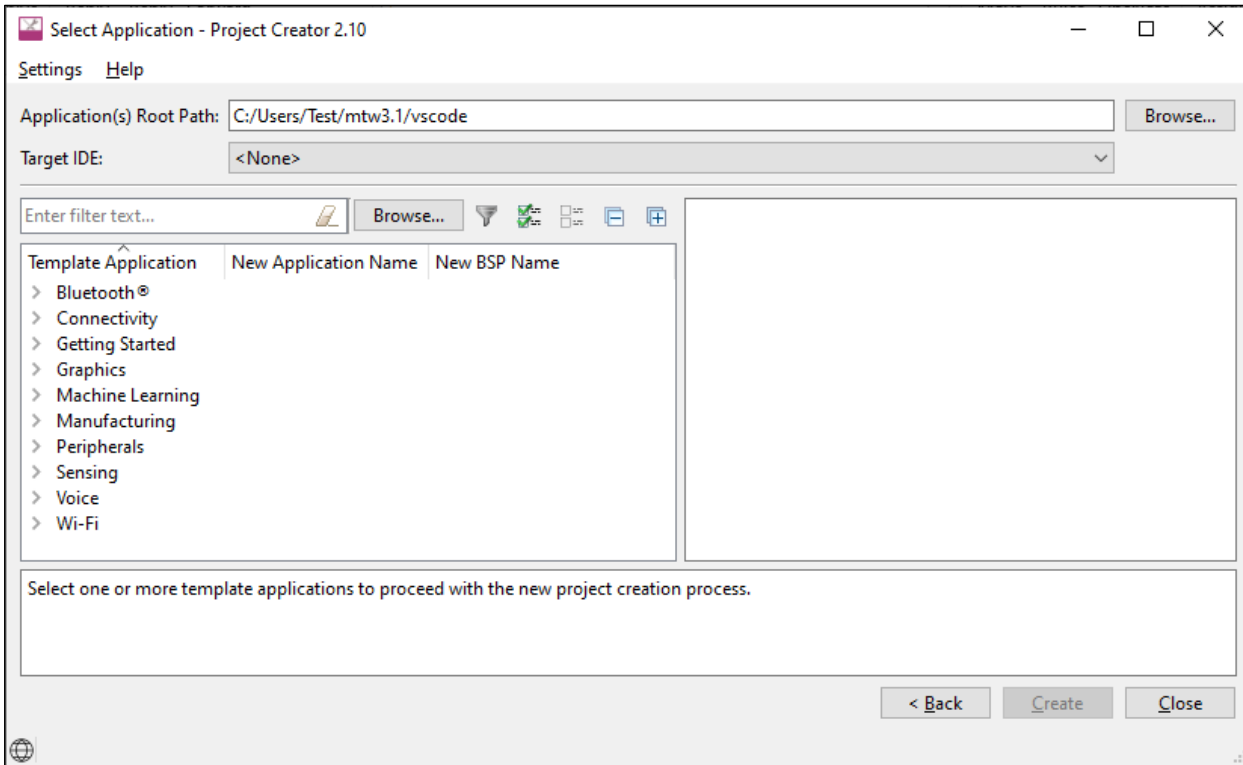 Select Application - Project Creator 2.10
Settings Help
Application(s) Root Path: C:/Users/Test/mtw3.1/vscode Browse...
Target IDE: <None>
Enter filter text... Browse...
Template Application New Application Name New BSP Name
Bluetooth®
Connectivity
Getting Started
Graphics
Machine Learning
Manufacturing
Peripherals
Sensing
Voice
Wi-Fi
Select one or more template applications to proceed with the new project creation process.
< Back Create Close